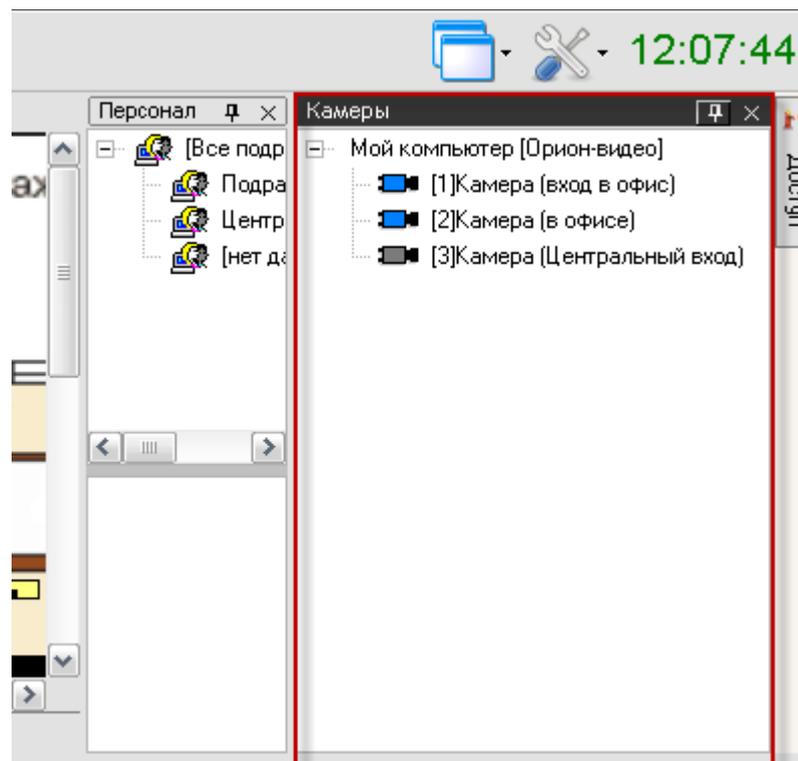 12:07:44
Персонал
Камеры
[Все подр
Подра
Центр
[нет да
Мой компьютер [Орион-видео]
[1]Камера (вход в офис)
[2]Камера (в офисе)
[3]Камера (Центральный вход)
Доступ
ах